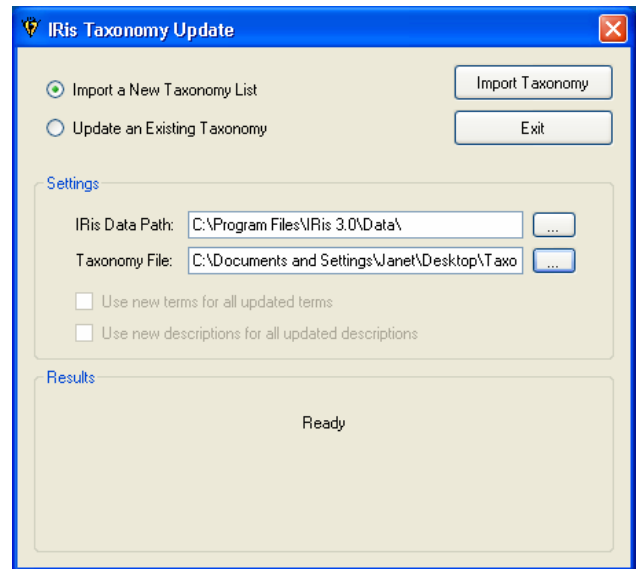 IRis Taxonomy Update
Import a New Taxonomy List
Import Taxonomy
Update an Existing Taxonomy
Exit
Settings
IRis Data Path: C:\Program Files\IRis 3.0\Data\ ...
Taxonomy File: C:\Documents and Settings\Janet\Desktop\Taxo ...
Use new terms for all updated terms
Use new descriptions for all updated descriptions
Results
Ready